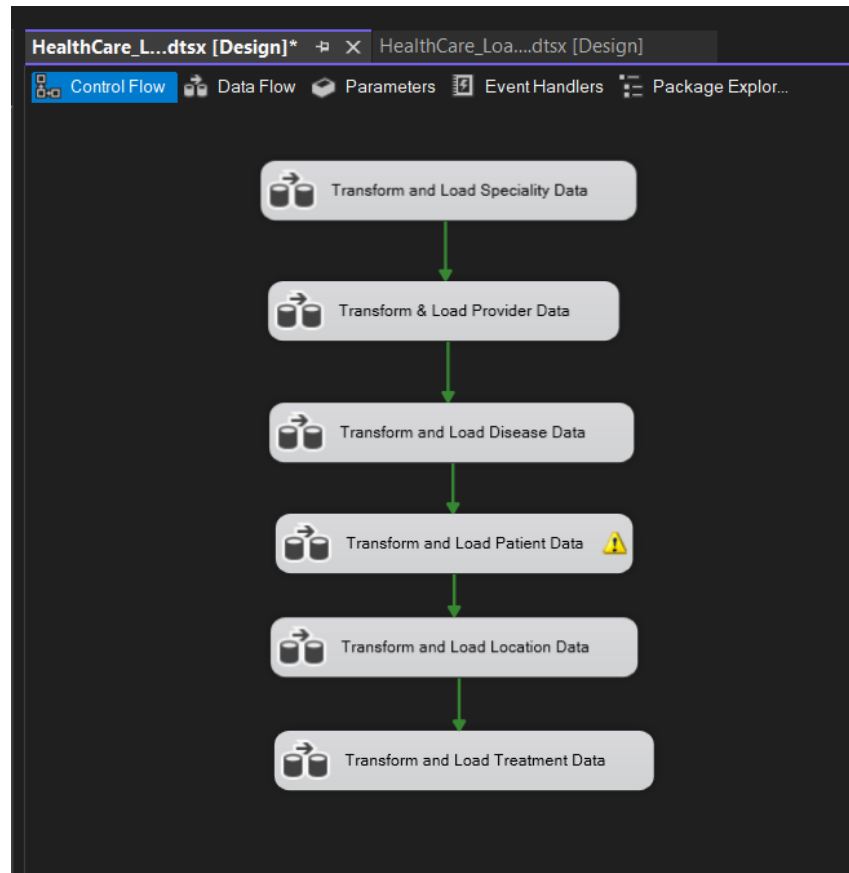 HealthCare_L...dtsx [Design]* HealthCare_Loa....dtsx [Design]
Control Flow Data Flow Parameters Event Handlers Package Explor...
Transform and Load Speciality Data
Transform & Load Provider Data
Transform and Load Disease Data
Transform and Load Patient Data
Transform and Load Location Data
Transform and Load Treatment Data